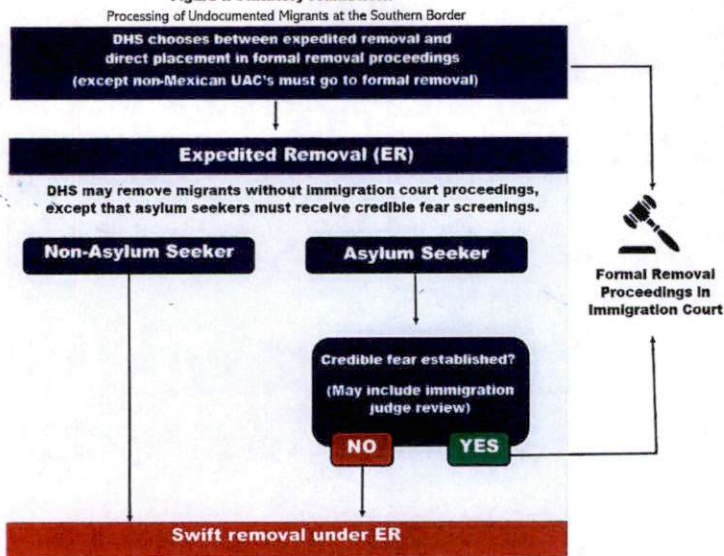 Processing of Undocumented Migrants at the Southern Border
DHS chooses between expedited removal and
direct placement in formal removal proceedings
(except non-Mexican UAC's must go to formal removal)
Expedited Removal (ER)
DHS may remove migrants without immigration court proceedings,
except that asylum seekers must receive credible fear screenings.
Non-Asylum Seeker
Asylum Seeker
Formal Removal
Proceedings in
Immigration Court
Credible fear established?
(May include immigration
judge review)
NO
YES
Swift removal under ER